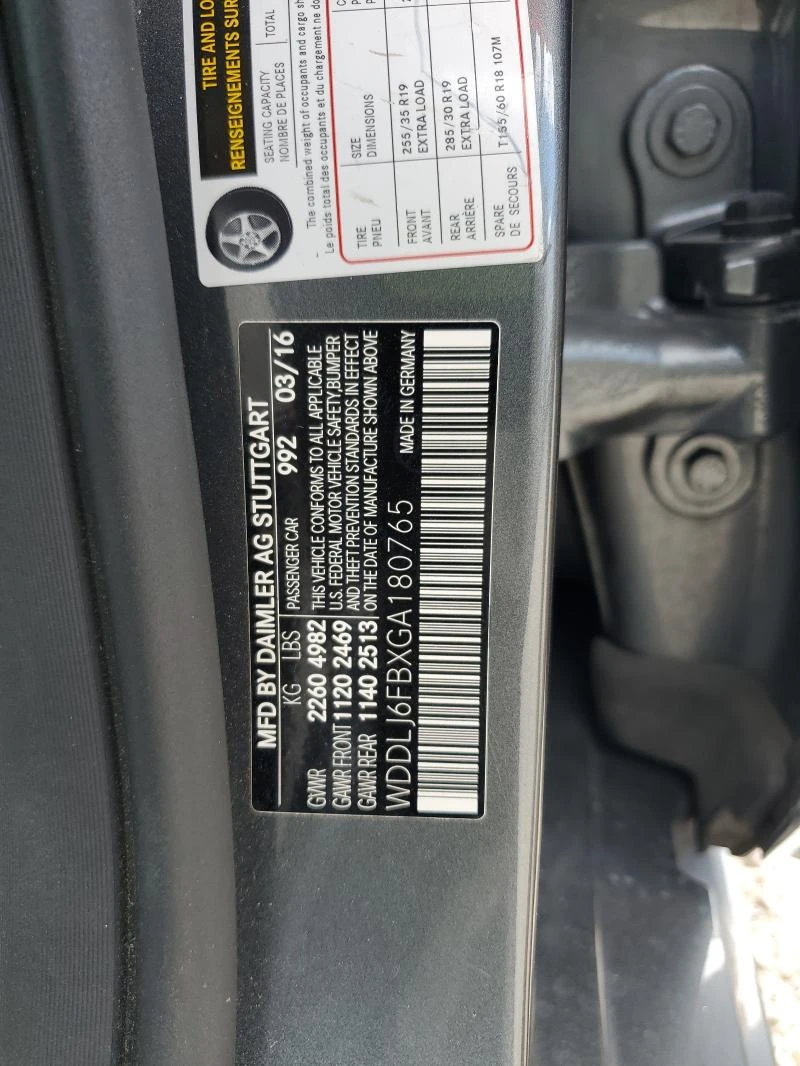 TIRE AND LO
RENSEIGNEMENTS SUR
SEATING CAPACITY
NOMBRE DE PLACES
TOTAL
The combined weight of occupants and cargo sh
Le poids total des occupants et du chargement ne do
TIRE SIZE
PNEU DIMENSIONS
FRONT 255/35 R19
AVANT EXTRA LOAD
REAR 285/30 R19
ARRIÈRE EXTRA LOAD
SPARE T155/60 R18 107M
DE SECOURS
MFD BY DAIMLER AG STUTTGART
KG LBS PASSENGER CAR 992 03/16
GVWR 2260 4982 THIS VEHICLE CONFORMS TO ALL APPLICABLE
GAWR FRONT 1120 2469 U.S. FEDERAL MOTOR VEHICLE SAFETY, BUMPER
GAWR REAR 1140 2513 AND THEFT PREVENTION STANDARDS IN EFFECT
ON THE DATE OF MANUFACTURE SHOWN ABOVE
WDDLJ6FBXGA180765 MADE IN GERMANY